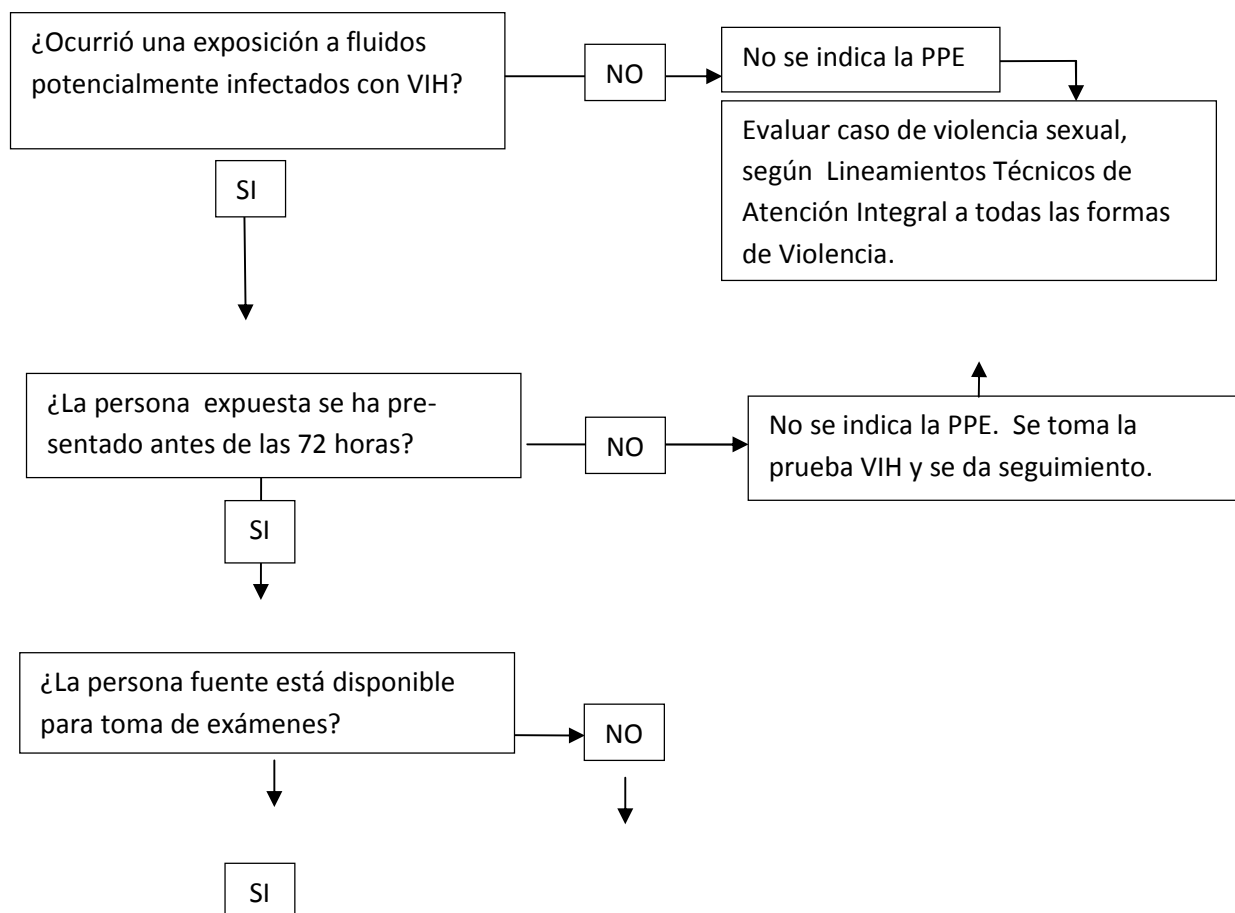 ¿Ocurrió una exposición a fluidos
potencialmente infectados con VIH?
NO
No se indica la PPE
Evaluar caso de violencia sexual,
según Lineamientos Técnicos de
Atención Integral a todas las formas
de Violencia.
SI
¿La persona expuesta se ha pre-
sentado antes de las 72 horas?
NO
No se indica la PPE. Se toma la
prueba VIH y se da seguimiento.
SI
¿La persona fuente está disponible
para toma de exámenes?
NO
SI